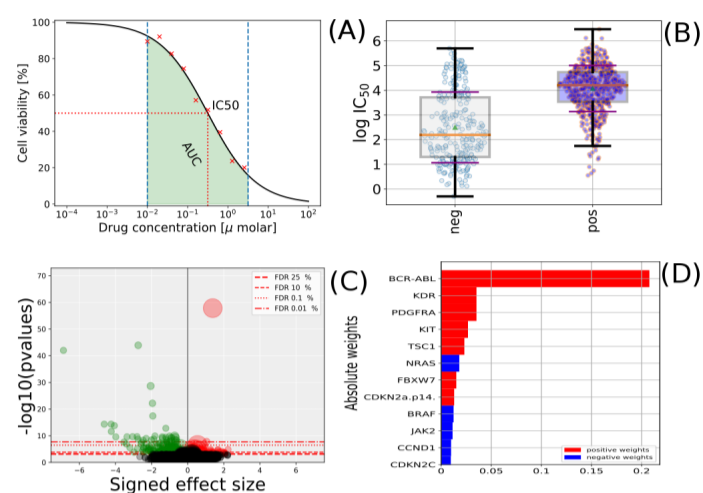 (A)
Cell viability [%]
100
80
60
40
20
0
IC50
AUC
10⁻⁴ 10⁻³ 10⁻² 10⁻¹ 10⁰ 10¹ 10²
Drug concentration [μ molar]
(B)
log IC₅₀
6
5
4
3
2
1
0
neg pos
(C)
-log10(pvalues)
70
60
50
40
30
20
10
0
FDR 25 %
FDR 10 %
FDR 0.1 %
FDR 0.01 %
−6 −4 −2 0 2 4 6
Signed effect size
(D)
Absolute weights
BCR-ABL
KDR
PDGFRA
KIT
TSC1
NRAS
FBXW7
CDKN2a.p14.
BRAF
JAK2
CCND1
CDKN2C
positive weights
negative weights
0 0.05 0.1 0.15 0.2